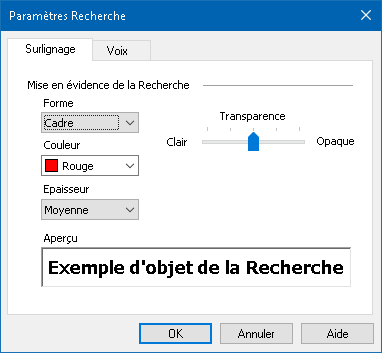 Paramètres Recherche
Surlignage Voix
Mise en évidence de la Recherche
Forme
Cadre
Transparence
Clair Opaque
Couleur
Rouge
Epaisseur
Moyenne
Aperçu
Exemple d'objet de la Recherche
OK Annuler Aide